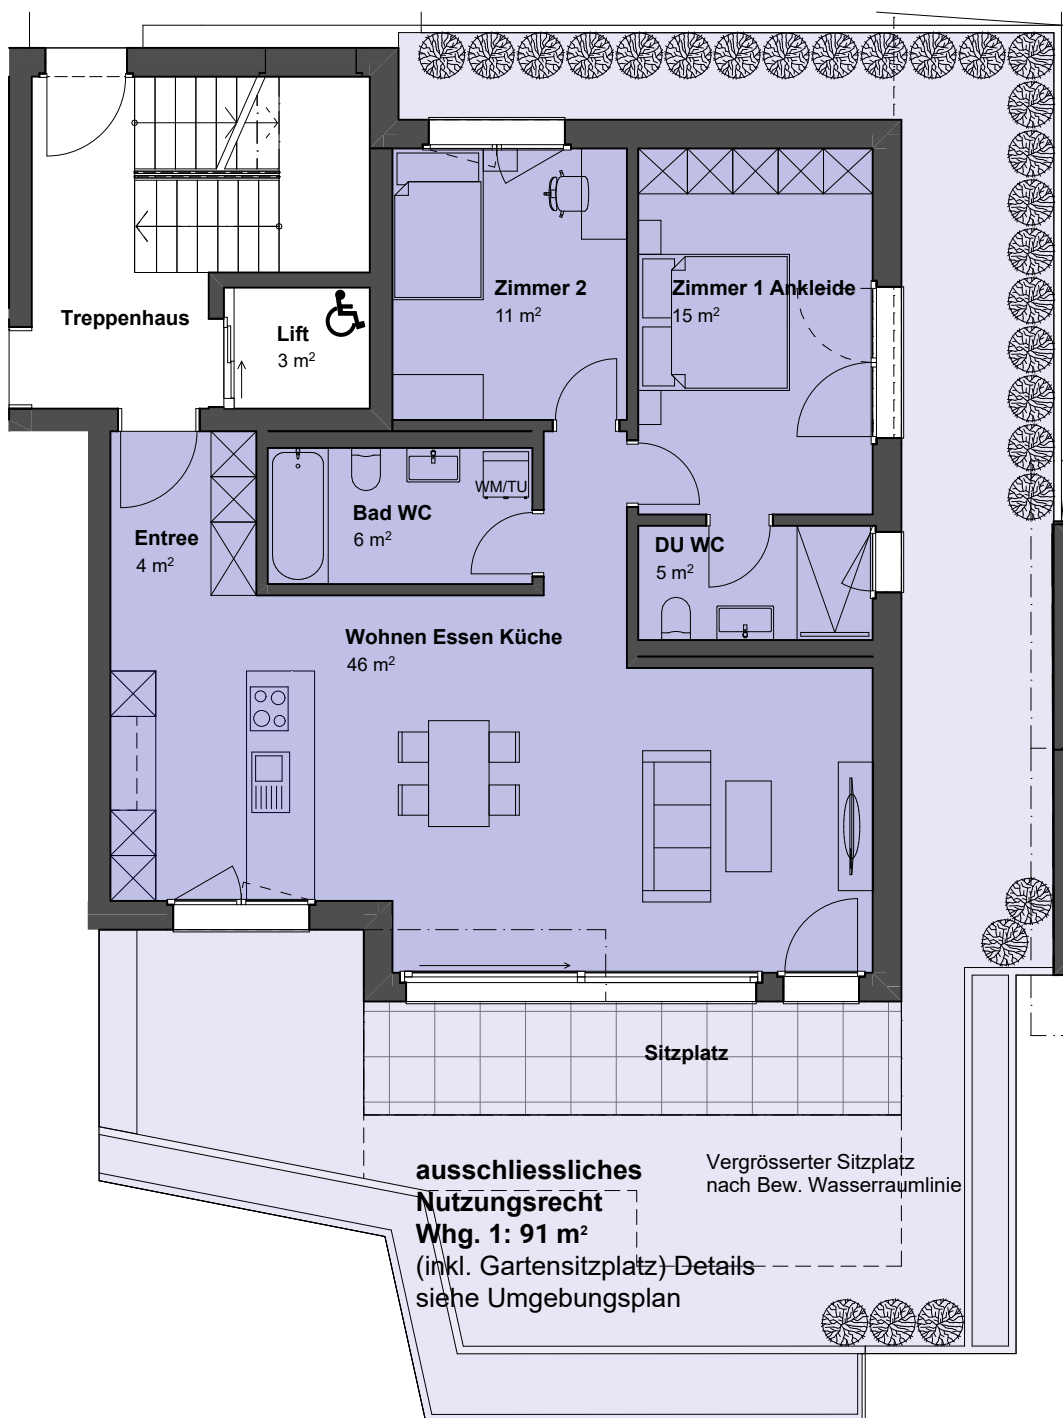 Treppenhaus
Lift
3 m²
Zimmer 2
11 m²
Zimmer 1 Ankleide
15 m²
Entree
4 m²
Bad WC
6 m²
WM/TU
DU WC
5 m²
Wohnen Essen Küche
46 m²
Sitzplatz
ausschliessliches
Nutzungsrecht
Whg. 1: 91 m²
(inkl. Gartensitzplatz) Details
siehe Umgebungsplan
Vergrösserter Sitzplatz
nach Bew. Wasserraumlinie